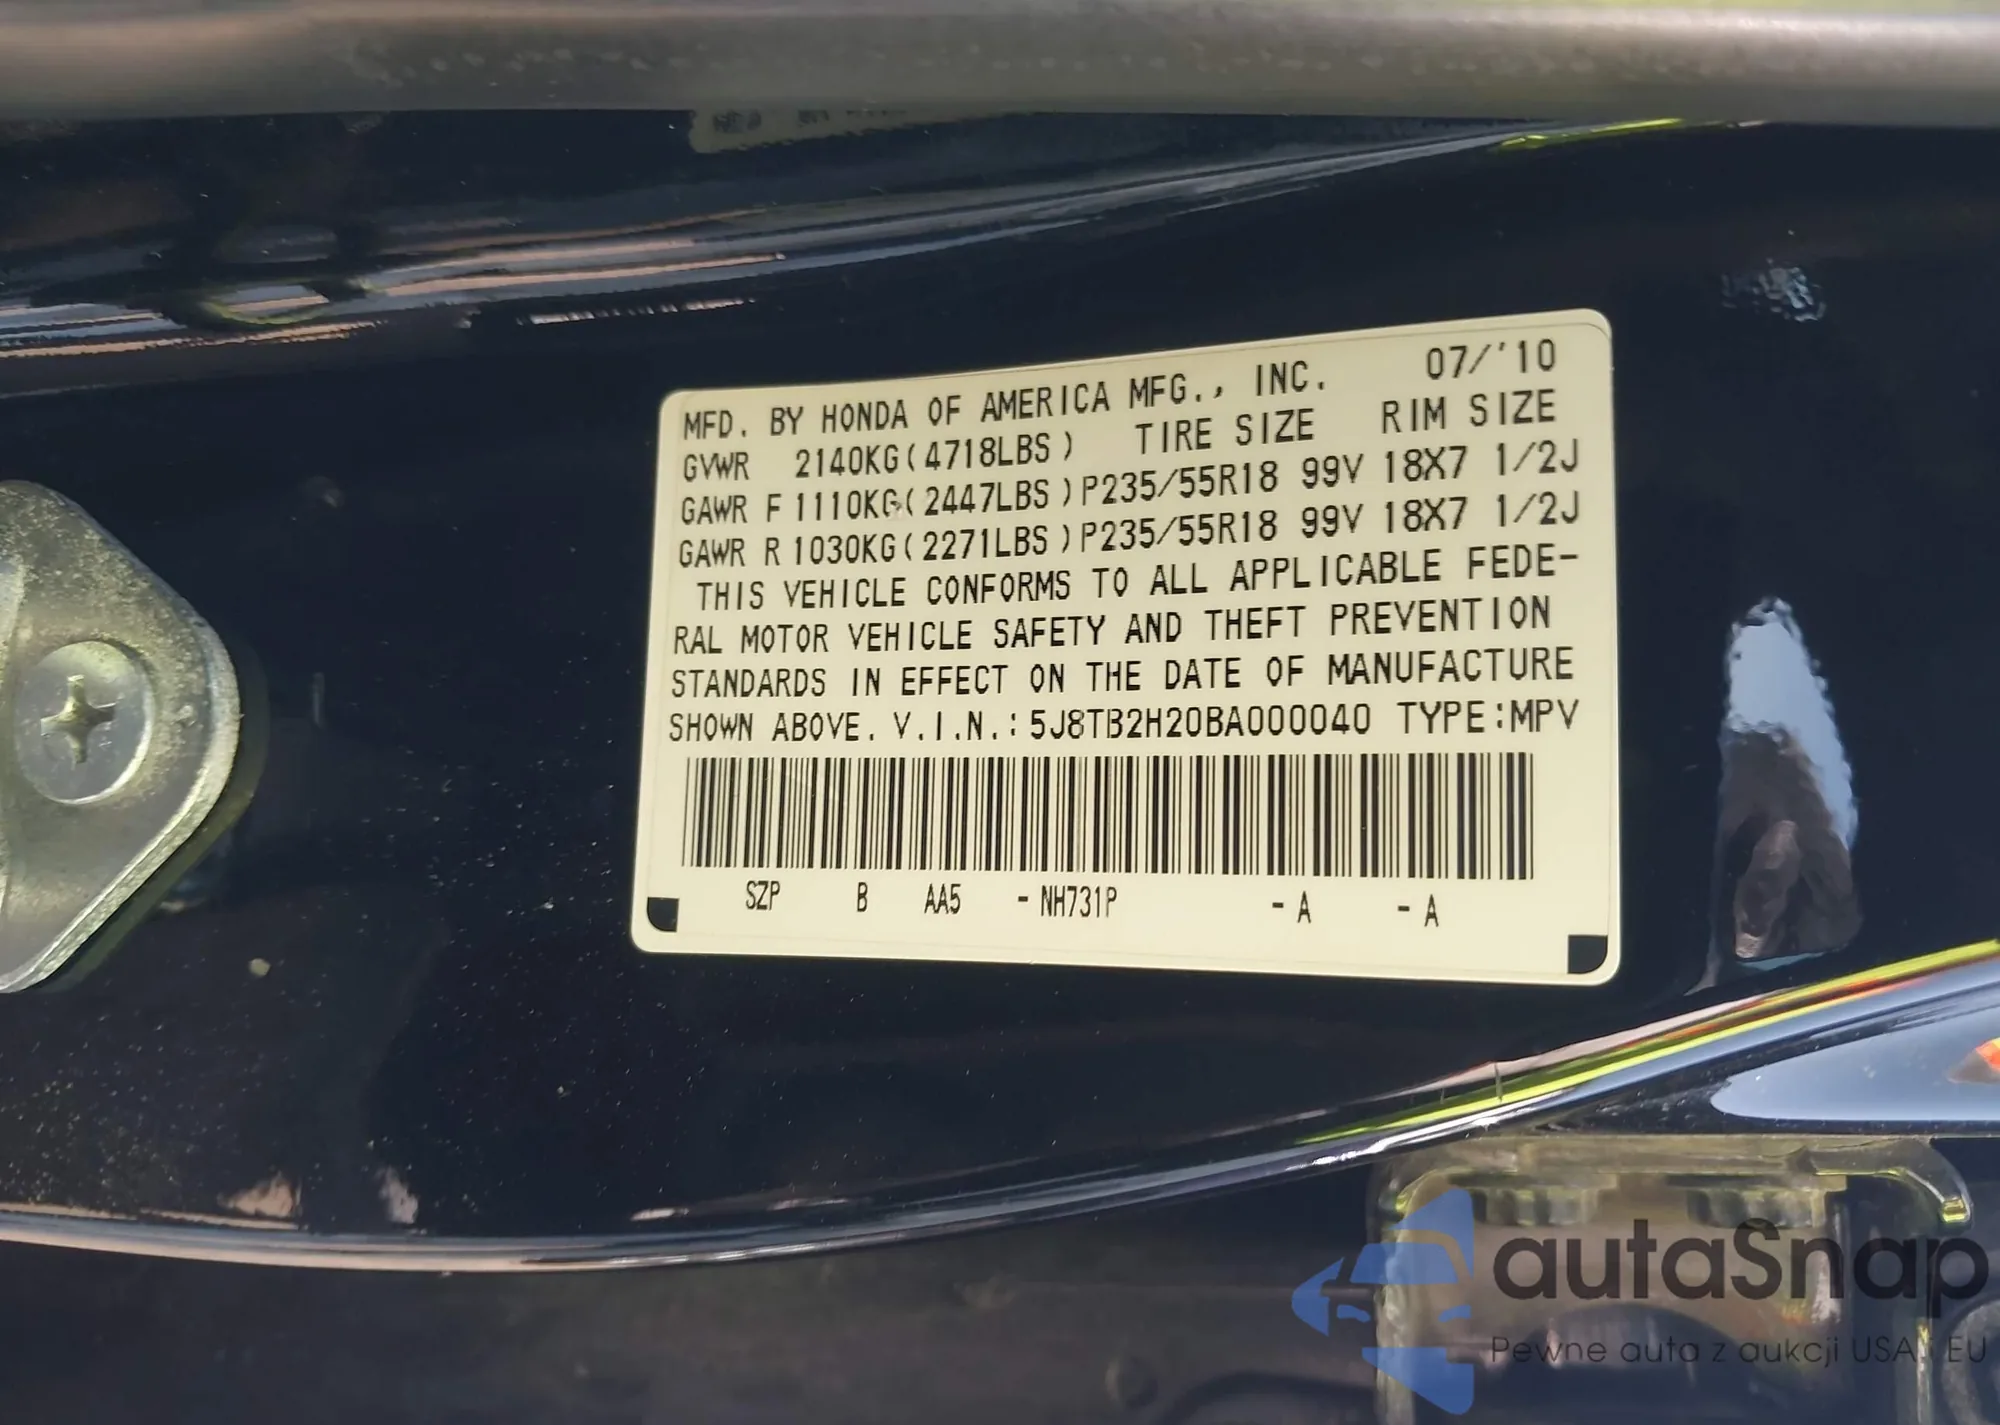 MFD. BY HONDA OF AMERICA MFG., INC. 07/'10
GVWR 2140KG(4718LBS) TIRE SIZE RIM SIZE
GAWR F 1110KG(2447LBS)P235/55R18 99V 18X7 1/2J
GAWR R 1030KG(2271LBS)P235/55R18 99V 18X7 1/2J
THIS VEHICLE CONFORMS TO ALL APPLICABLE FEDE-
RAL MOTOR VEHICLE SAFETY AND THEFT PREVENTION
STANDARDS IN EFFECT ON THE DATE OF MANUFACTURE
SHOWN ABOVE. V.I.N.: 5J8TB2H20BA000040 TYPE:MPV
SZP B AA5 - NH731P - A - A
autaSnap
Pewne auta z aukcji USA i EU